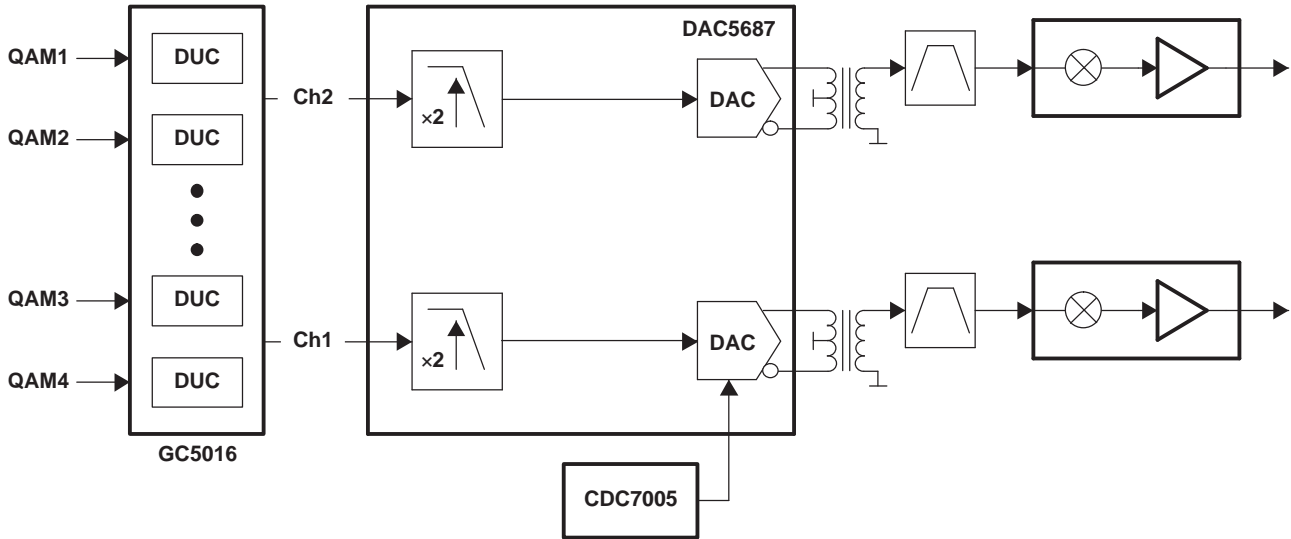 DAC5687
QAM1
DUC
Ch2
×2
DAC
QAM2
DUC
QAM3
DUC
Ch1
×2
DAC
QAM4
DUC
GC5016
CDC7005